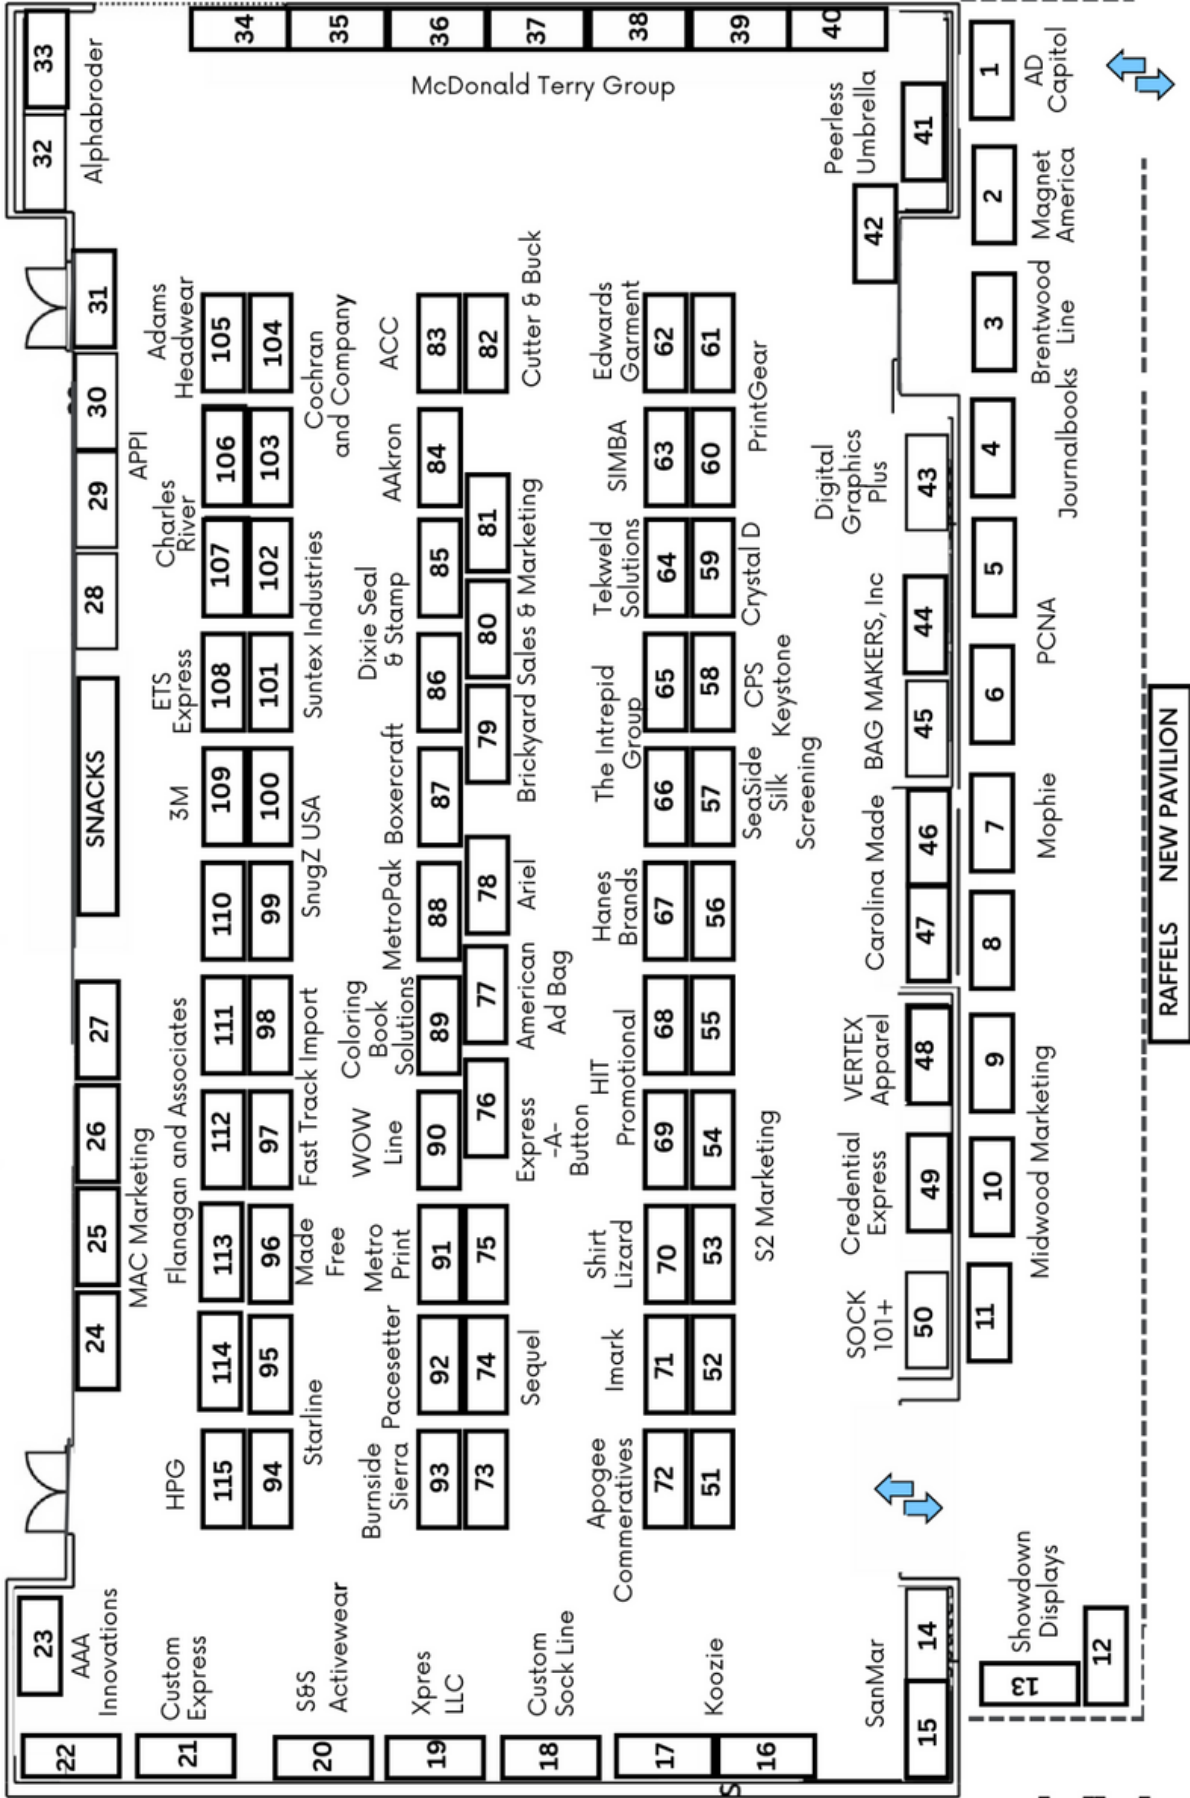 33
32
Alphabroder
34
35
36
37
38
39
40
McDonald Terry Group
Peerless
Umbrella
41
42
1
AD
Capitol
2
Magnet
America
3
Brentwood
Line
4
Journalbooks
5
6
PCNA
7
Mophie
8
9
10
11
Midwood Marketing
12
13
Showdown
Displays
RAFFELS NEW PAVILION
31
30
29
28
APPI
SNACKS
27
26
25
24
MAC Marketing
23
AAA
Innovations
22
21
Custom
Express
20
S&S
Activewear
19
Xpres
LLC
18
Custom
Sock Line
17
16
Koozie
S
15
14
SanMar
Adams
Headwear
105
104
Cochran
and Company
106
103
Charles
River
107
102
Suntex Industries
ETS
Express
108
101
3M
109
100
SnugZ USA
110
99
Flanagan and Associates
111
98
Fast Track Import
112
97
113
96
Made
Free
114
95
Starline
HPG
115
94
ACC
83
82
Cutter & Buck
AAkron
84
81
Dixie Seal
& Stamp
85
80
Brickyard Sales & Marketing
86
79
Boxercraft
87
MetroPak
88
78
Ariel
Coloring
Book
Solutions
89
77
American
Ad Bag
WOW
Line
90
76
Express
-A-
Button
Metro
Print
91
75
Pacesetter
92
74
Sequel
Burnside
Sierra
93
73
Edwards
Garment
62
61
PrintGear
SIMBA
63
60
Tekweld
Solutions
64
59
Crystal D
The Intrepid
Group
65
58
CPS
Keystone
66
57
SeaSide
Silk
Screening
Hanes
Brands
67
56
HIT
Promotional
68
55
69
54
S2 Marketing
Shirt
Lizard
70
53
Imark
71
52
Apogee
Commeratives
72
51
Digital
Graphics
Plus
43
BAG MAKERS, Inc
44
45
Carolina Made
46
47
VERTEX
Apparel
48
Credential
Express
49
SOCK
101+
50